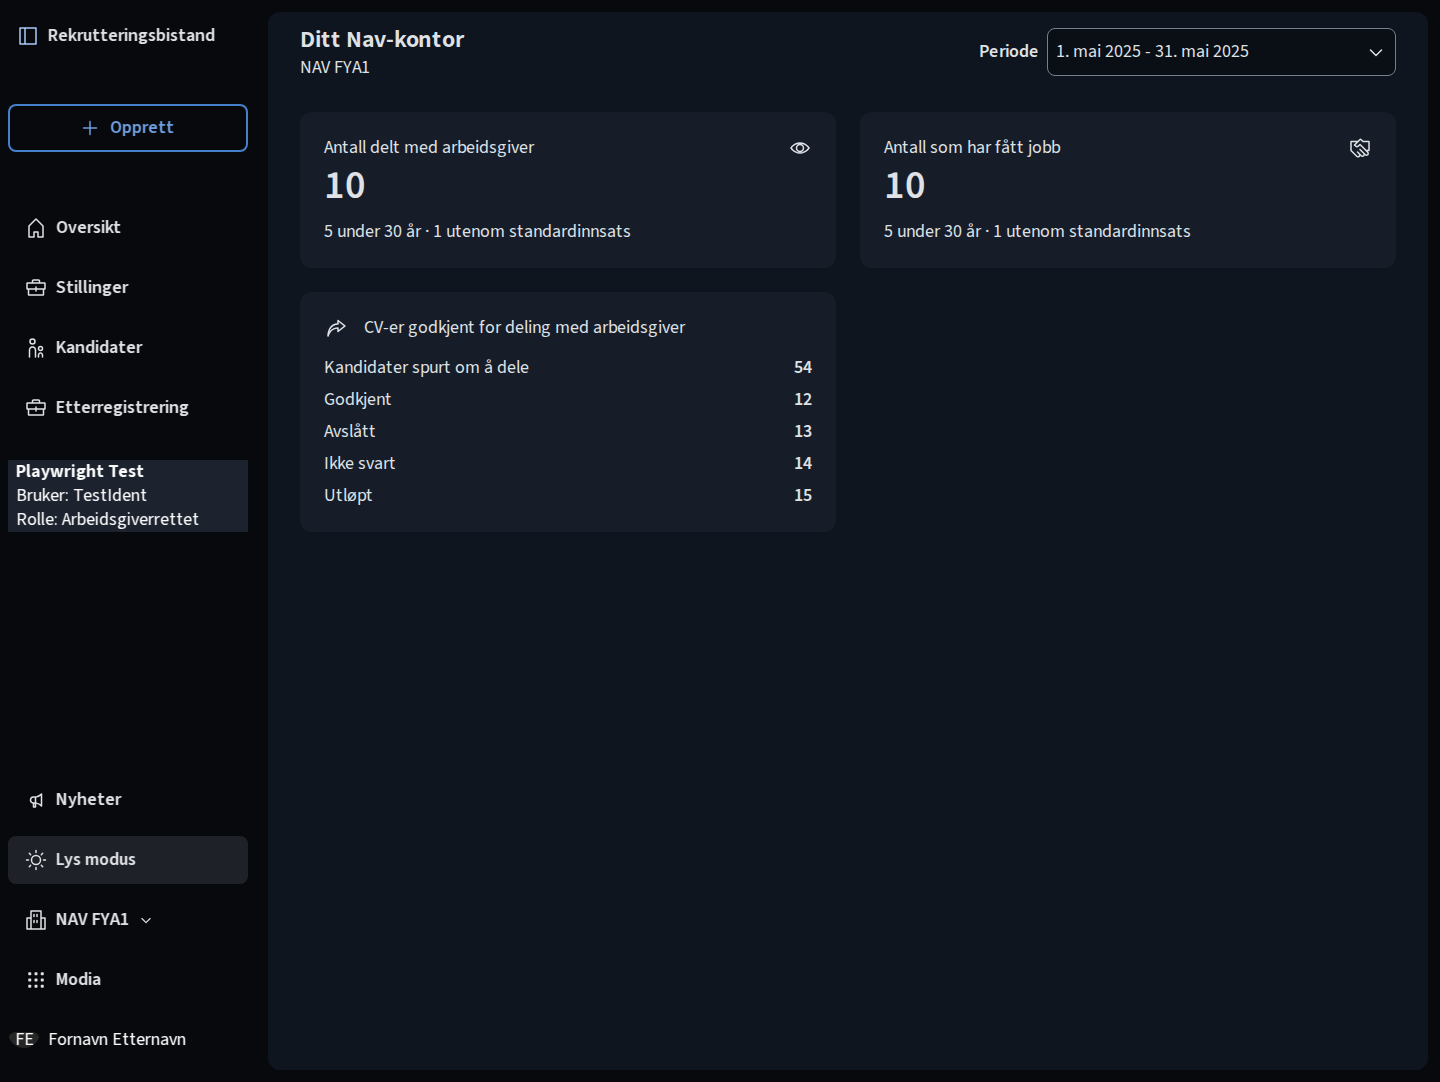 Rekrutteringsbistand
Opprett
Oversikt
Stillinger
Kandidater
Etterregistrering
Playwright Test
Bruker: TestIdent
Rolle: Arbeidsgiverrettet
Nyheter
Lys modus
NAV FYA1
Modia
FE Fornavn Etternavn
Ditt Nav-kontor
NAV FYA1
Periode 1. mai 2025 - 31. mai 2025
Antall delt med arbeidsgiver
10
5 under 30 år · 1 utenom standardinnsats
Antall som har fått jobb
10
5 under 30 år · 1 utenom standardinnsats
CV-er godkjent for deling med arbeidsgiver
Kandidater spurt om å dele 54
Godkjent 12
Avslått 13
Ikke svart 14
Utløpt 15